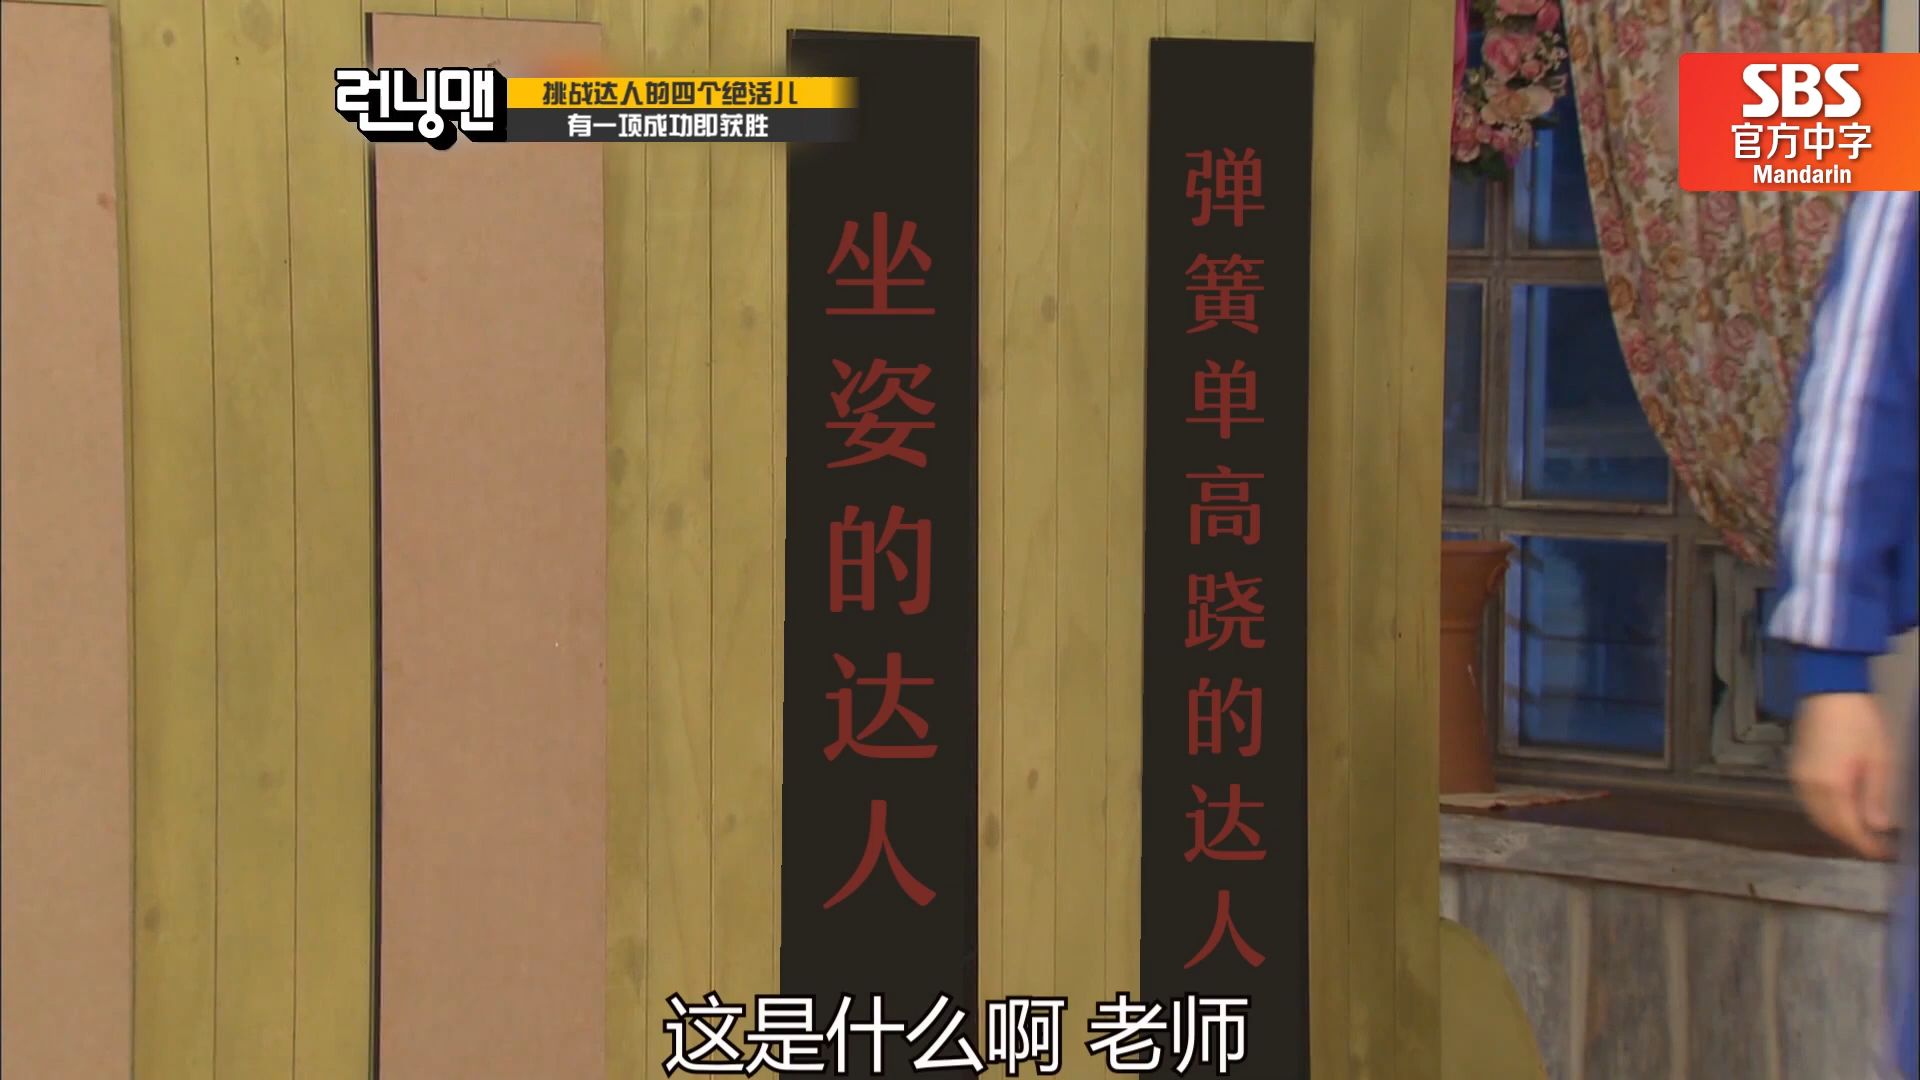 런닝맨
挑战达人的四个绝活儿
有一项成功即获胜
SBS
官方中字
Mandarin
弹簧单高跷的达人
坐姿的达人
这是什么啊 老师